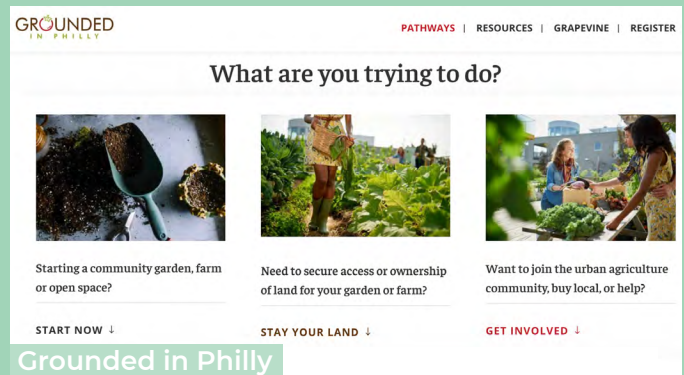 GROUNDED
IN PHILLY
PATHWAYS | RESOURCES | GRAPEVINE | REGISTER
What are you trying to do?
Starting a community garden, farm
or open space?
START NOW ↓
Need to secure access or ownership
of land for your garden or farm?
STAY YOUR LAND ↓
Want to join the urban agriculture
community, buy local, or help?
GET INVOLVED ↓
Grounded in Philly